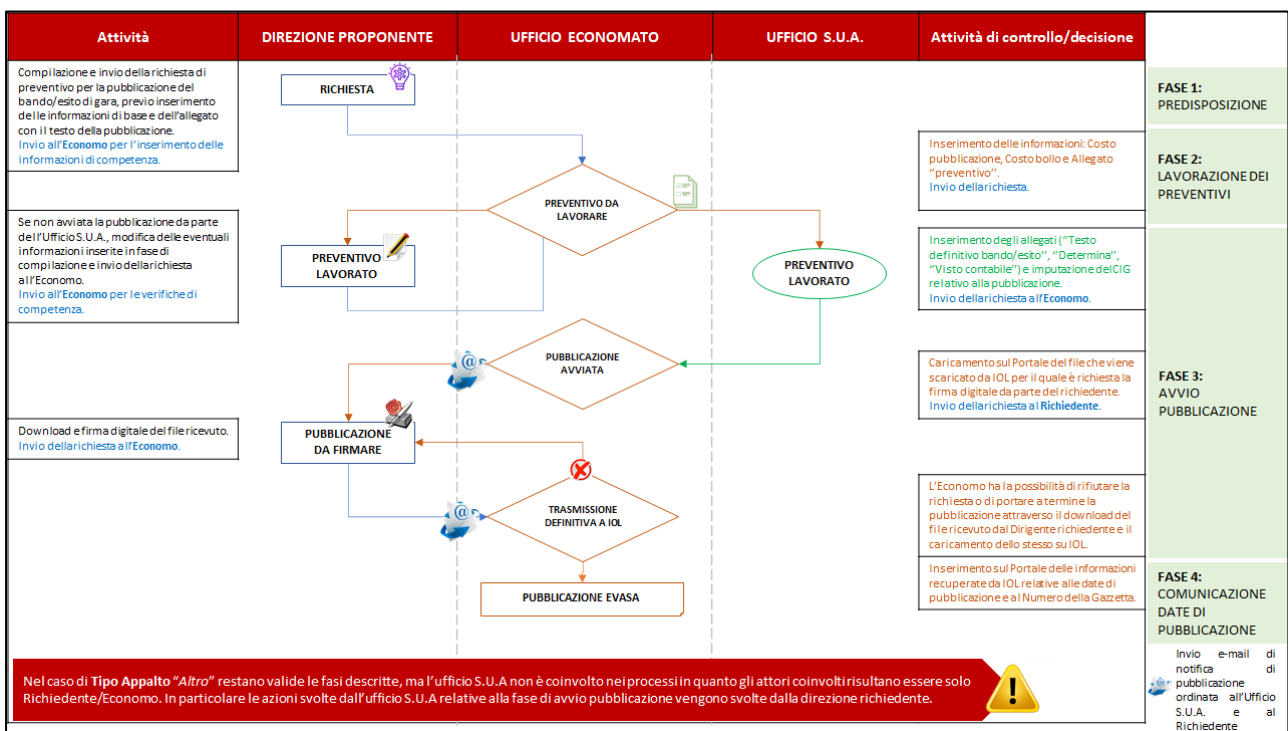 Attività
DIREZIONE PROPONENTE
UFFICIO ECONOMATO
UFFICIO S.U.A.
Attività di controllo/decisione
Compilazione e invio della richiesta di
preventivo per la pubblicazione del
bando/esito di gara, previo inserimento
delle informazioni di base e dell'allegato
con il testo della pubblicazione.
Invio all'Economo per l'inserimento delle
informazioni di competenza.
RICHIESTA
FASE 1:
PREDISPOSIZIONE
Inserimento delle informazioni: Costo
pubblicazione, Costo bollo e Allegato
"preventivo".
Invio della richiesta.
FASE 2:
LAVORAZIONE DEI
PREVENTIVI
PREVENTIVO DA
LAVORARE
Se non avviata la pubblicazione da parte
dell'Ufficio S.U.A., modifica delle eventuali
informazioni inserite in fase di
compilazione e invio della richiesta
all'Economo.
Invio all'Economo per le verifiche di
competenza.
PREVENTIVO
LAVORATO
PREVENTIVO
LAVORATO
Inserimento degli allegati ("Testo
definitivo bando/esito", "Determina",
"Visto contabile") e imputazione del CIG
relativo alla pubblicazione.
Invio della richiesta all'Economo.
PUBBLICAZIONE
AVVIATA
Caricamento sul Portale del file che viene
scaricato da IOL per il quale è richiesta la
firma digitale da parte del richiedente.
Invio della richiesta al Richiedente.
FASE 3:
AVVIO
PUBBLICAZIONE
Download e firma digitale del file ricevuto.
Invio della richiesta all'Economo.
PUBBLICAZIONE
DA FIRMARE
TRASMISSIONE
DEFINITIVA A IOL
L'Economo ha la possibilità di rifiutare la
richiesta o di portare a termine la
pubblicazione attraverso il download del
file ricevuto dal Dirigente richiedente e il
caricamento dello stesso su IOL.
PUBBLICAZIONE EVASA
Inserimento sul Portale delle informazioni
recuperate da IOL relative alle date di
pubblicazione e al Numero della Gazzetta.
FASE 4:
COMUNICAZIONE
DATE DI
PUBBLICAZIONE
Nel caso di Tipo Appalto "Altro" restano valide le fasi descritte, ma l'ufficio S.U.A non è coinvolto nei processi in quanto gli attori coinvolti risultano essere solo
Richiedente/Economo. In particolare le azioni svolte dall'ufficio S.U.A relative alla fase di avvio pubblicazione vengono svolte dalla direzione richiedente.
Invio e-mail di
notifica di
pubblicazione
ordinata all'Ufficio
S.U.A. e al
Richiedente